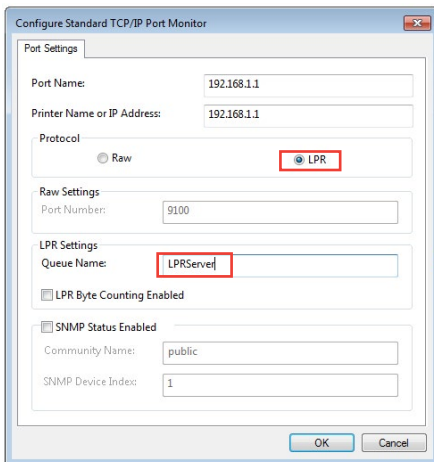 Configure Standard TCP/IP Port Monitor
Port Settings
Port Name: 192.168.1.1
Printer Name or IP Address: 192.168.1.1
Protocol
Raw LPR
Raw Settings
Port Number: 9100
LPR Settings
Queue Name: LPRServer
LPR Byte Counting Enabled
SNMP Status Enabled
Community Name: public
SNMP Device Index: 1
OK Cancel